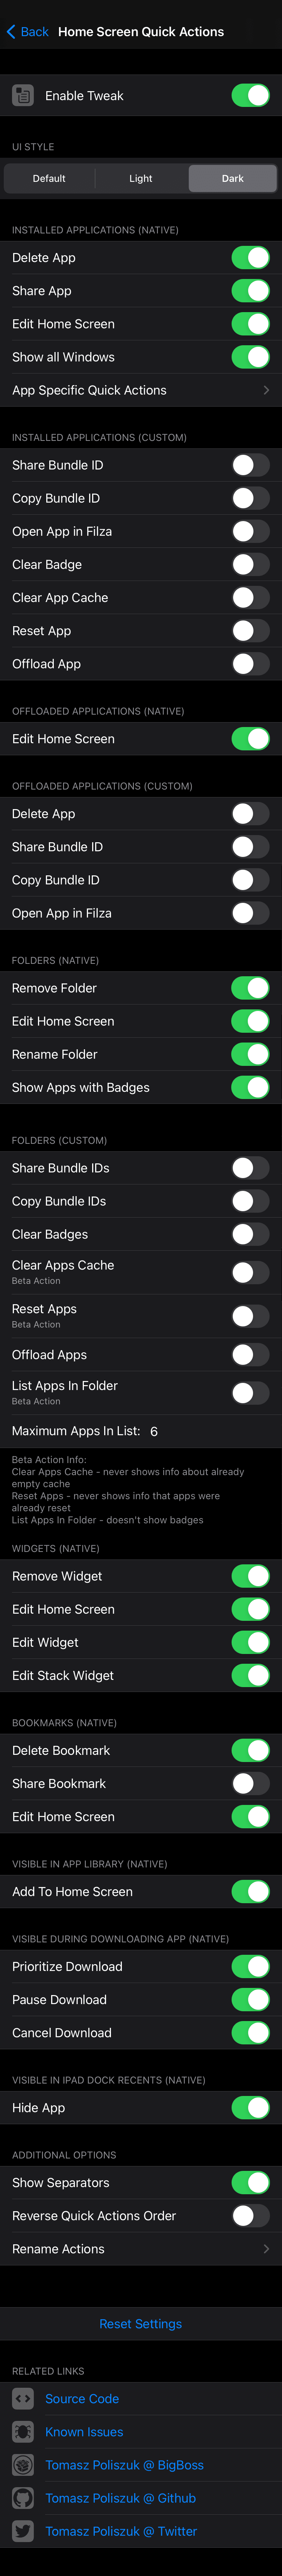 Back Home Screen Quick Actions
Enable Tweak
UI STYLE
Default Light Dark
INSTALLED APPLICATIONS (NATIVE)
Delete App
Share App
Edit Home Screen
Show all Windows
App Specific Quick Actions
INSTALLED APPLICATIONS (CUSTOM)
Share Bundle ID
Copy Bundle ID
Open App in Filza
Clear Badge
Clear App Cache
Reset App
Offload App
OFFLOADED APPLICATIONS (NATIVE)
Edit Home Screen
OFFLOADED APPLICATIONS (CUSTOM)
Delete App
Share Bundle ID
Copy Bundle ID
Open App in Filza
FOLDERS (NATIVE)
Remove Folder
Edit Home Screen
Rename Folder
Show Apps with Badges
FOLDERS (CUSTOM)
Share Bundle IDs
Copy Bundle IDs
Clear Badges
Clear Apps Cache
Beta Action
Reset Apps
Beta Action
Offload Apps
List Apps In Folder
Beta Action
Maximum Apps In List: 6
Beta Action Info:
Clear Apps Cache - never shows info about already
empty cache
Reset Apps - never shows info that apps were
already reset
List Apps In Folder - doesn't show badges
WIDGETS (NATIVE)
Remove Widget
Edit Home Screen
Edit Widget
Edit Stack Widget
BOOKMARKS (NATIVE)
Delete Bookmark
Share Bookmark
Edit Home Screen
VISIBLE IN APP LIBRARY (NATIVE)
Add To Home Screen
VISIBLE DURING DOWNLOADING APP (NATIVE)
Prioritize Download
Pause Download
Cancel Download
VISIBLE IN IPAD DOCK RECENTS (NATIVE)
Hide App
ADDITIONAL OPTIONS
Show Separators
Reverse Quick Actions Order
Rename Actions
Reset Settings
RELATED LINKS
Source Code
Known Issues
Tomasz Poliszuk @ BigBoss
Tomasz Poliszuk @ Github
Tomasz Poliszuk @ Twitter